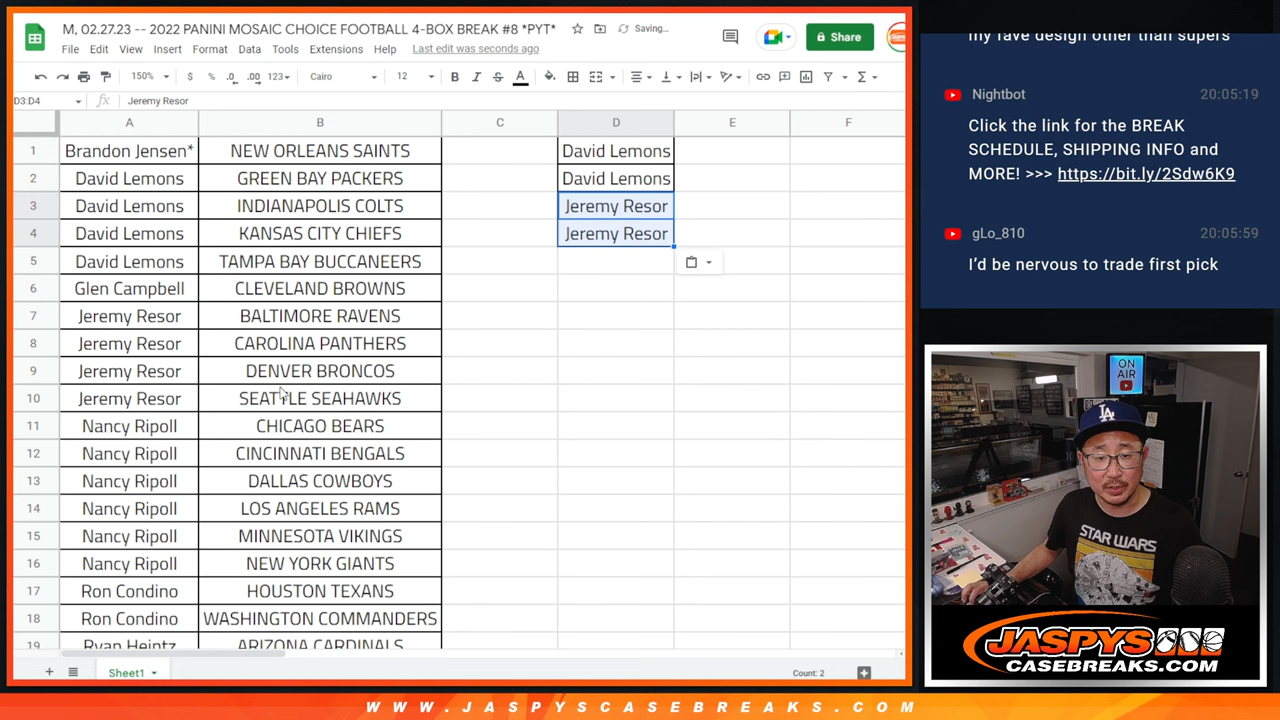 M, 02.27.23 -- 2022 PANINI MOSAIC CHOICE FOOTBALL 4-BOX BREAK #8 *PYT*
Saving...
Share
File Edit View Insert Format Data Tools Extensions Help Last edit was seconds ago
150% $ % .0 .00 123 Cairo 12 B I S A
D3:D4 fx Jeremy Resor
A B C D E F
1 Brandon Jensen* NEW ORLEANS SAINTS David Lemons
2 David Lemons GREEN BAY PACKERS David Lemons
3 David Lemons INDIANAPOLIS COLTS Jeremy Resor
4 David Lemons KANSAS CITY CHIEFS Jeremy Resor
5 David Lemons TAMPA BAY BUCCANEERS
6 Glen Campbell CLEVELAND BROWNS
7 Jeremy Resor BALTIMORE RAVENS
8 Jeremy Resor CAROLINA PANTHERS
9 Jeremy Resor DENVER BRONCOS
10 Jeremy Resor SEATTLE SEAHAWKS
11 Nancy Ripoll CHICAGO BEARS
12 Nancy Ripoll CINCINNATI BENGALS
13 Nancy Ripoll DALLAS COWBOYS
14 Nancy Ripoll LOS ANGELES RAMS
15 Nancy Ripoll MINNESOTA VIKINGS
16 Nancy Ripoll NEW YORK GIANTS
17 Ron Condino HOUSTON TEXANS
18 Ron Condino WASHINGTON COMMANDERS
19 Ryan Heintz ARIZONA CARDINALS
Sheet1
Count: 2
my fave design other than supers
Nightbot 20:05:19
Click the link for the BREAK
SCHEDULE, SHIPPING INFO and
MORE! >>> https://bit.ly/2Sdw6K9
gLo_810 20:05:59
I'd be nervous to trade first pick
ON
AIR
LA
STAR WARS
JASPYS
CASEBREAKS.COM
WWW.JASPYSCASEBREAKS.COM